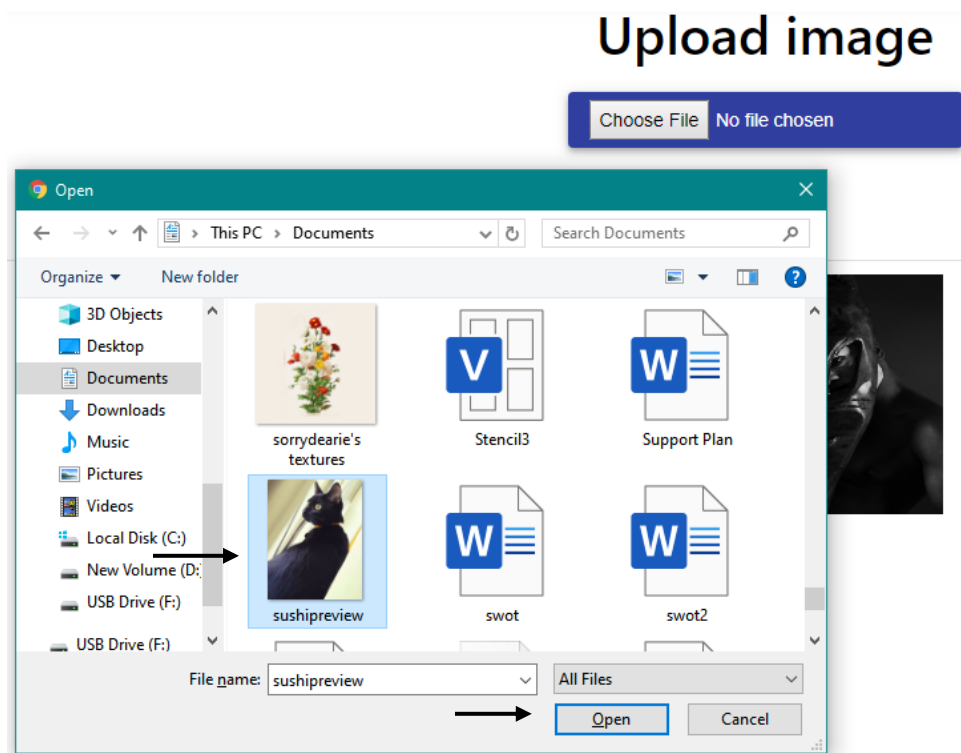 Upload image
Choose File No file chosen
Open
This PC > Documents
Search Documents
Organize
New folder
3D Objects
Desktop
Documents
Downloads
Music
Pictures
Videos
Local Disk (C:)
New Volume (D:
USB Drive (F:)
USB Drive (F:)
sorrydearie's
textures
V
Stencil3
W
Support Plan
sushipreview
W
swot
W
swot2
File name: sushipreview
All Files
Open
Cancel